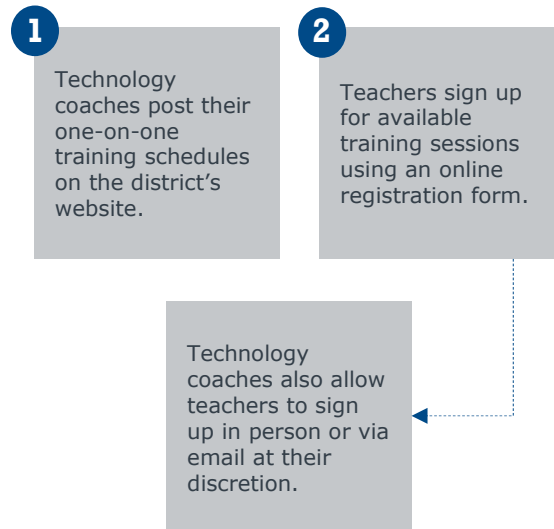 1
Technology
coaches post their
one-on-one
training schedules
on the district’s
website.
2
Teachers sign up
for available
training sessions
using an online
registration form.
Technology
coaches also allow
teachers to sign
up in person or via
email at their
discretion.